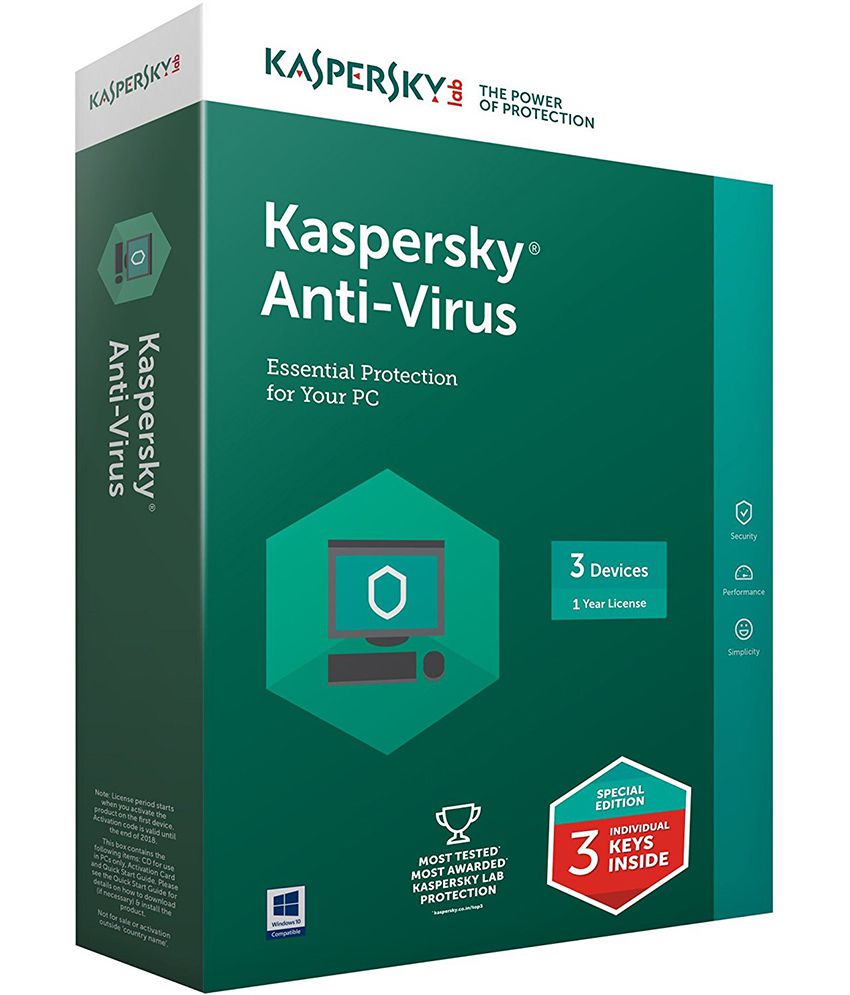 KASPERSKY lab
KASPERSKY lab
THE POWER
OF PROTECTION
Kaspersky®
Anti-Virus
Kaspersky®
Anti-Virus
Essential Protection
for Your PC
3 Devices
1 Year License
Security
Performance
Simplicity
Note: License period starts
when you activate the
product on the first device.
Activation code is valid until
the end of 2018.
This box contains the
following items: CD for use
in PCs only, Activation Card
and Quick Start Guide. Please
see the Quick Start Guide for
details on how to download
(if necessary) & install the
product.
Not for sale or activation
outside 'country name'.
Windows 10
Compatible
MOST TESTED*
MOST AWARDED*
KASPERSKY LAB
PROTECTION
*kaspersky.co.in/top3
SPECIAL
EDITION
3 INDIVIDUAL
KEYS
INSIDE